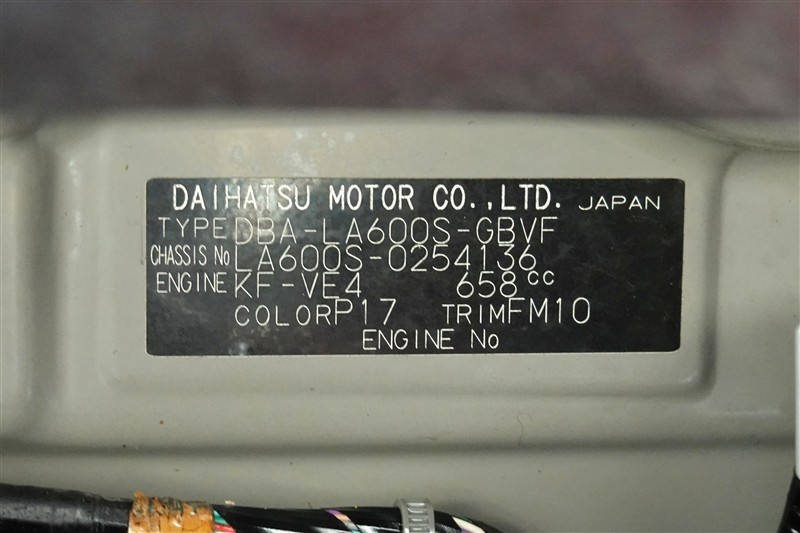 DAIHATSU MOTOR CO.,LTD. JAPAN
TYPE DBA-LA600S-GBVF
CHASSIS No LA600S-0254136
ENGINE KF-VE4 658cc
COLOR P17 TRIM FM10
ENGINE No